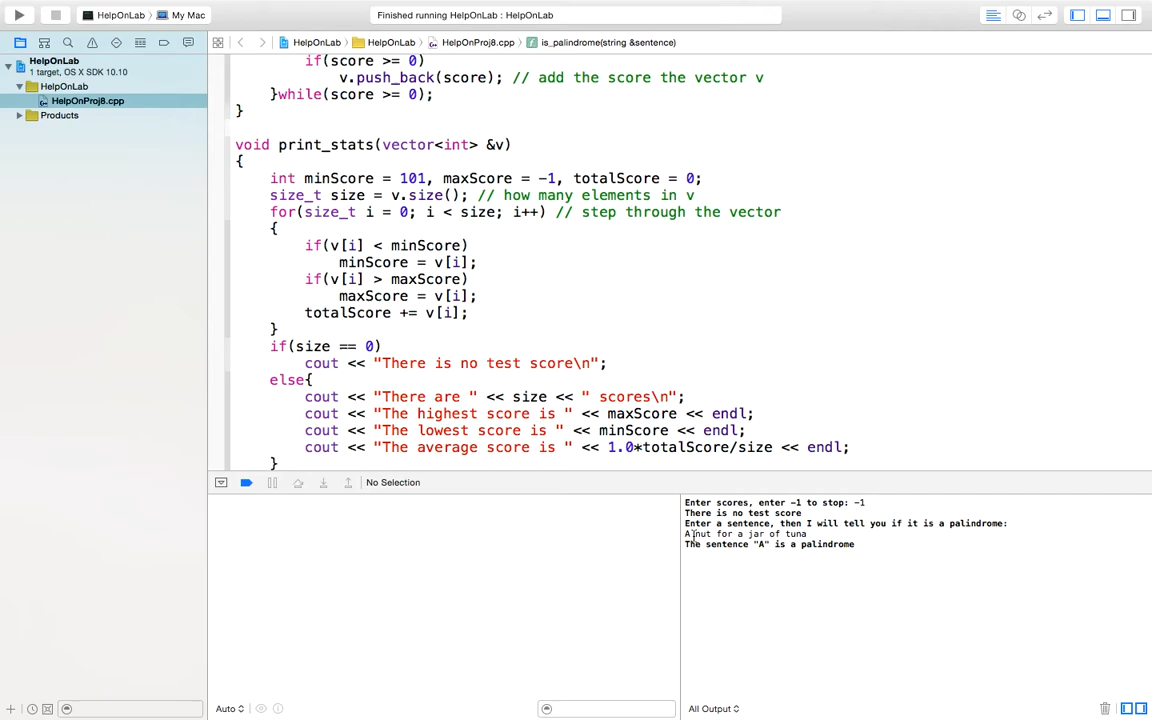 HelpOnLab
My Mac
Finished running HelpOnLab : HelpOnLab
HelpOnLab
HelpOnLab
HelpOnProj8.cpp
is_palindrome(string &sentence)
HelpOnLab
1 target, OS X SDK 10.10
HelpOnLab
HelpOnProj8.cpp
Products
if(score >= 0)
v.push_back(score); // add the score the vector v
}while(score >= 0);
}
void print_stats(vector<int> &v)
{
int minScore = 101, maxScore = -1, totalScore = 0;
size_t size = v.size(); // how many elements in v
for(size_t i = 0; i < size; i++) // step through the vector
{
if(v[i] < minScore)
minScore = v[i];
if(v[i] > maxScore)
maxScore = v[i];
totalScore += v[i];
}
if(size == 0)
cout << "There is no test score\n";
else{
cout << "There are " << size << " scores\n";
cout << "The highest score is " << maxScore << endl;
cout << "The lowest score is " << minScore << endl;
cout << "The average score is " << 1.0*totalScore/size << endl;
}
No Selection
Enter scores, enter -1 to stop: -1
There is no test score
Enter a sentence, then I will tell you if it is a palindrome:
A nut for a jar of tuna
The sentence "A" is a palindrome
Auto
All Output